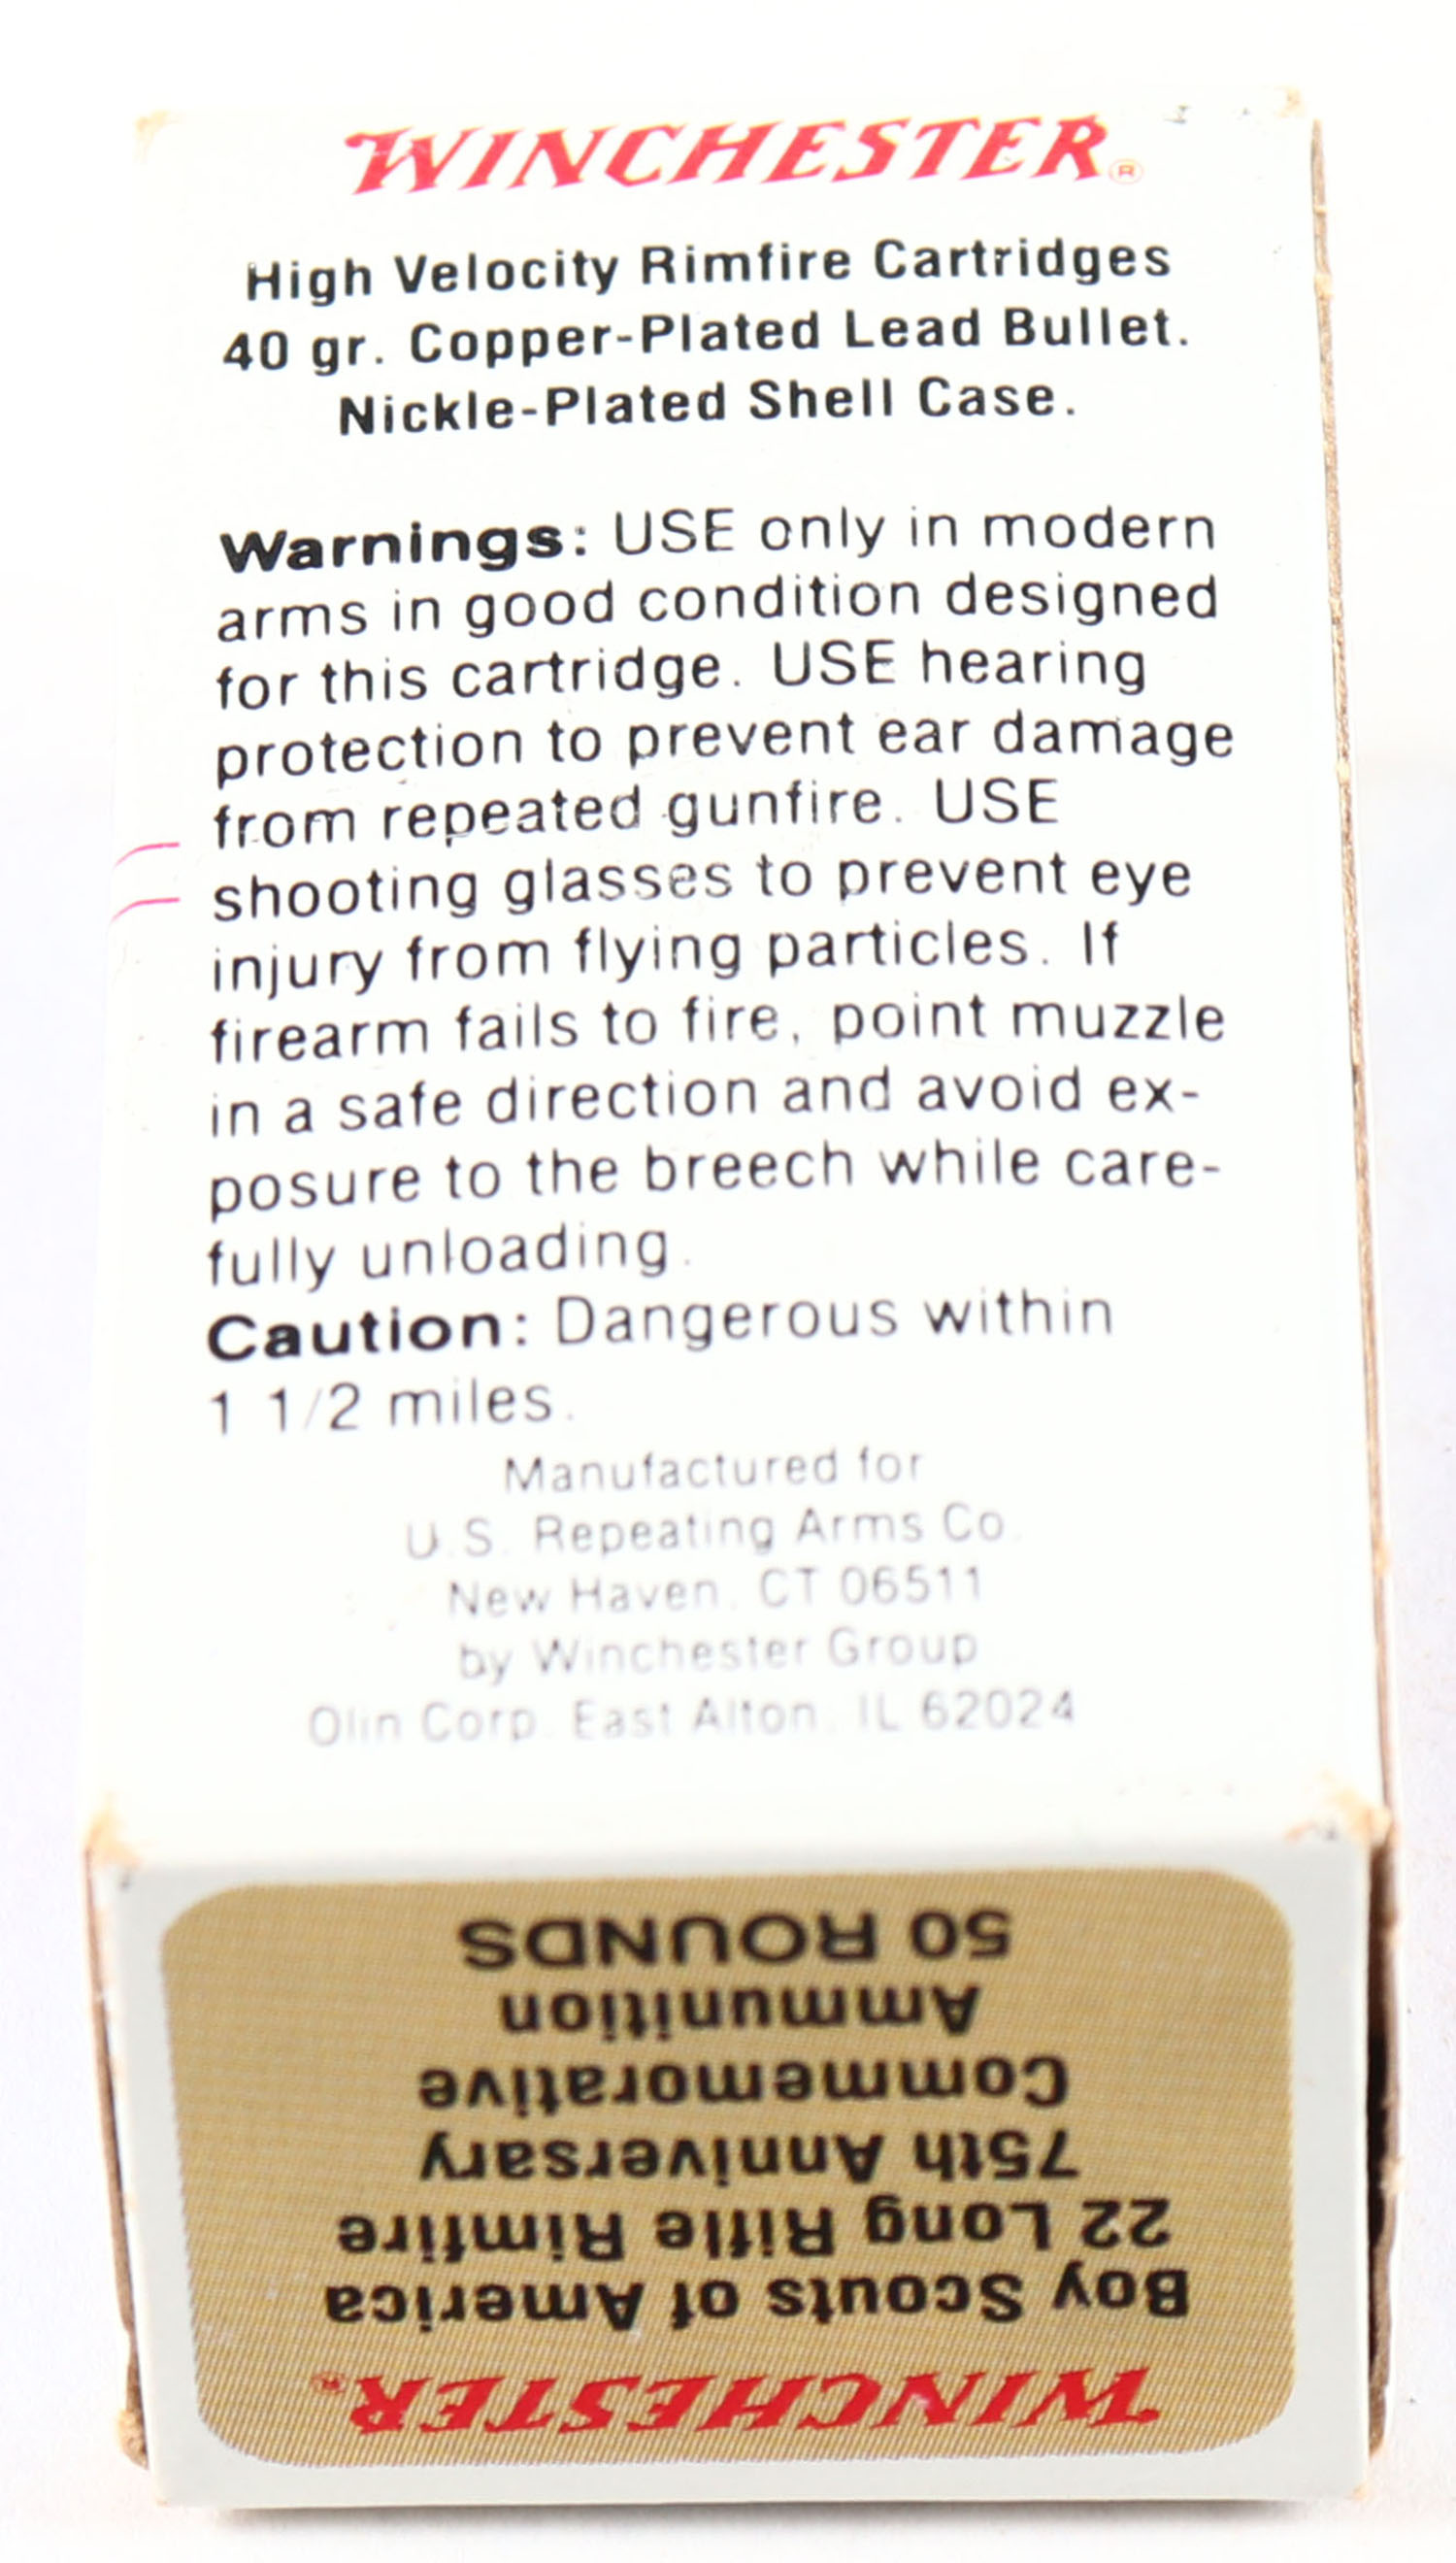 WINCHESTER®
High Velocity Rimfire Cartridges
40 gr. Copper-Plated Lead Bullet.
Nickle-Plated Shell Case.
Warnings: USE only in modern
arms in good condition designed
for this cartridge. USE hearing
protection to prevent ear damage
from repeated gunfire. USE
shooting glasses to prevent eye
injury from flying particles. If
firearm fails to fire, point muzzle
in a safe direction and avoid ex-
posure to the breech while care-
fully unloading.
Caution: Dangerous within
1 1/2 miles.
Manufactured for
U.S. Repeating Arms Co.
New Haven, CT 06511
by Winchester Group
Olin Corp. East Alton, IL 62024
WINCHESTER®
Boy Scouts of America
22 Long Rifle Rimfire
75th Anniversary
Commemorative
Ammunition
50 ROUNDS